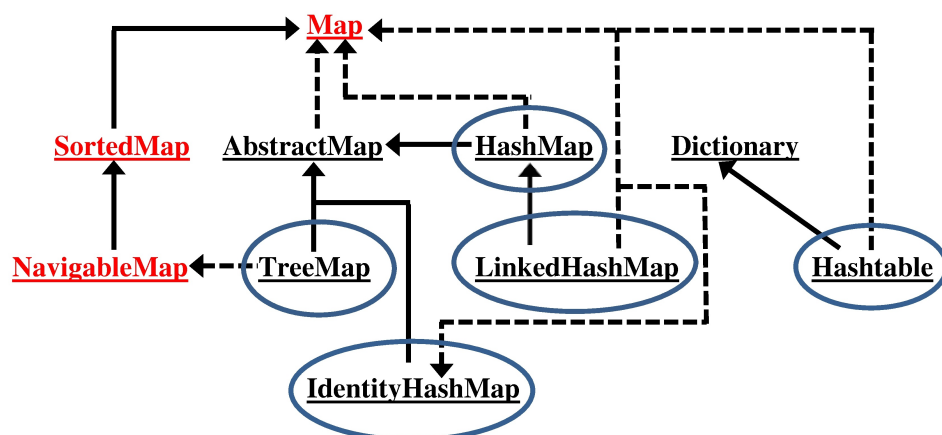 Map
SortedMap
AbstractMap
HashMap
Dictionary
NavigableMap
TreeMap
LinkedHashMap
Hashtable
IdentityHashMap